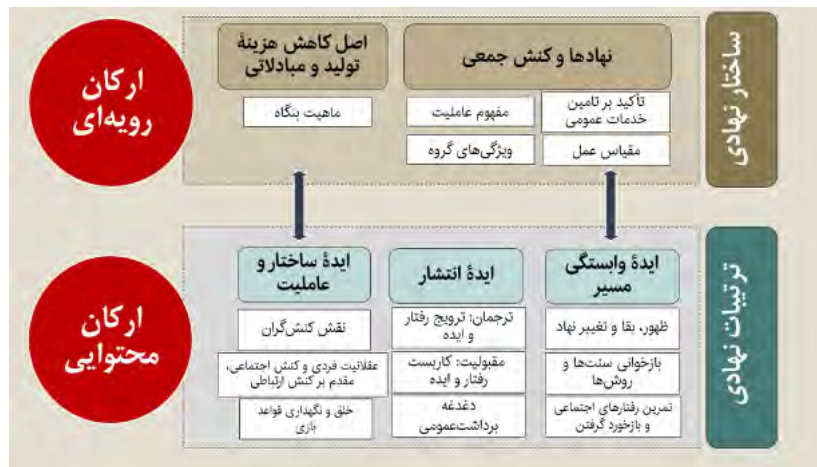 ساختار نهادی
نهادها و کنش جمعی
تأکید بر تامین
خدمات عمومی
مفهوم عاملیت
مقیاس عمل
ویژگی‌های گروه
اصل کاهش هزینهٔ
تولید و مبادلاتی
ماهیت بنگاه
ارکان
رویه‌ای
ترتیبات نهادی
ایدهٔ وابستگی
مسیر
ظهور، بقا و تغییر نهاد
بازخوانی سنّت‌ها و
روش‌ها
تمرین رفتارهای اجتماعی
و بازخورد گرفتن
ایدهٔ انتشار
ترجمان: ترویج رفتار
و ایده
مقبولیت: کاربست
رفتار و ایده
دغدغه
برداشت‌عمومی
ایدهٔ ساختار و
عاملیت
نقش کنش‌گران
عقلانیت فردی و کنش اجتماعی،
مقدم بر کنش ارتباطی
خلق و نگهداری قواعد
بازی
ارکان
محتوایی